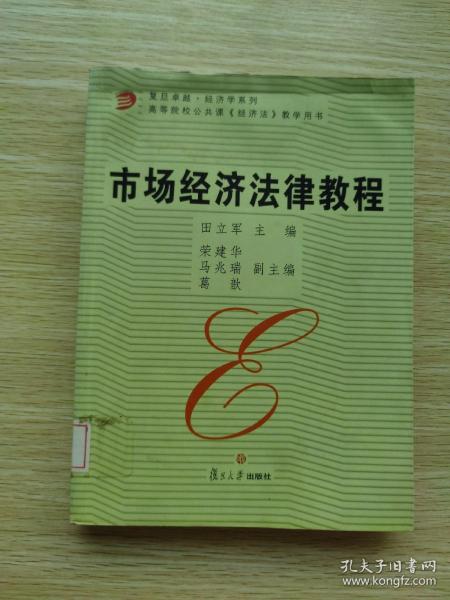 复旦卓越·经济学系列
高等院校公共课《经济法》教学用书
市场经济法律教程
田立军 主 编
荣建华
马兆瑞 副主编
葛 歆
E
复旦大学出版社
孔夫子旧书网
www.kongfz.com